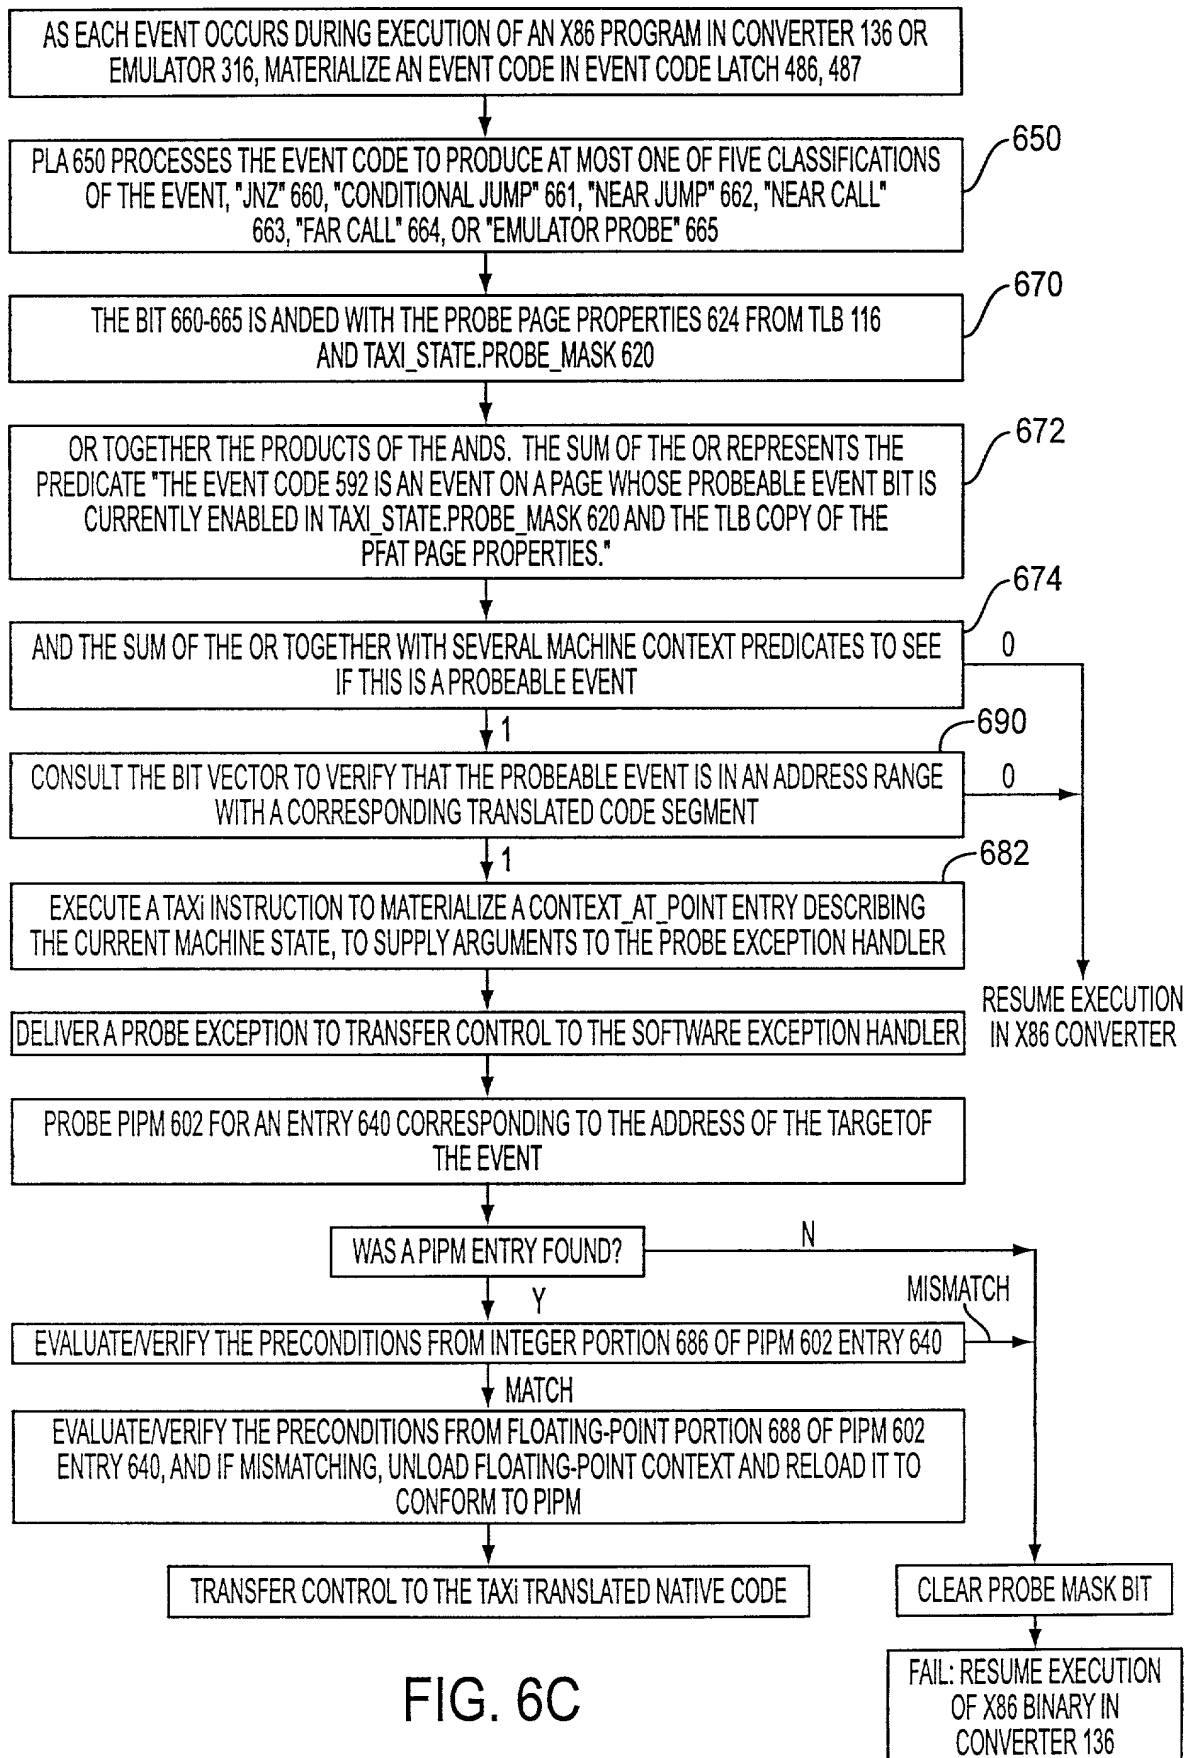 AS EACH EVENT OCCURS DURING EXECUTION OF AN X86 PROGRAM IN CONVERTER 136 OR
EMULATOR 316, MATERIALIZE AN EVENT CODE IN EVENT CODE LATCH 486, 487
650
PLA 650 PROCESSES THE EVENT CODE TO PRODUCE AT MOST ONE OF FIVE CLASSIFICATIONS
OF THE EVENT, "JNZ" 660, "CONDITIONAL JUMP" 661, "NEAR JUMP" 662, "NEAR CALL"
663, "FAR CALL" 664, OR "EMULATOR PROBE" 665
670
THE BIT 660-665 IS ANDED WITH THE PROBE PAGE PROPERTIES 624 FROM TLB 116
AND TAXI_STATE.PROBE_MASK 620
672
OR TOGETHER THE PRODUCTS OF THE ANDS. THE SUM OF THE OR REPRESENTS THE
PREDICATE "THE EVENT CODE 592 IS AN EVENT ON A PAGE WHOSE PROBEABLE EVENT BIT IS
CURRENTLY ENABLED IN TAXI_STATE.PROBE_MASK 620 AND THE TLB COPY OF THE
PFAT PAGE PROPERTIES."
674
AND THE SUM OF THE OR TOGETHER WITH SEVERAL MACHINE CONTEXT PREDICATES TO SEE
IF THIS IS A PROBEABLE EVENT
0
1
690
CONSULT THE BIT VECTOR TO VERIFY THAT THE PROBEABLE EVENT IS IN AN ADDRESS RANGE
WITH A CORRESPONDING TRANSLATED CODE SEGMENT
0
1
682
EXECUTE A TAXi INSTRUCTION TO MATERIALIZE A CONTEXT_AT_POINT ENTRY DESCRIBING
THE CURRENT MACHINE STATE, TO SUPPLY ARGUMENTS TO THE PROBE EXCEPTION HANDLER
RESUME EXECUTION
IN X86 CONVERTER
DELIVER A PROBE EXCEPTION TO TRANSFER CONTROL TO THE SOFTWARE EXCEPTION HANDLER
PROBE PIPM 602 FOR AN ENTRY 640 CORRESPONDING TO THE ADDRESS OF THE TARGETOF
THE EVENT
WAS A PIPM ENTRY FOUND?
N
Y
MISMATCH
EVALUATE/VERIFY THE PRECONDITIONS FROM INTEGER PORTION 686 OF PIPM 602 ENTRY 640
MATCH
EVALUATE/VERIFY THE PRECONDITIONS FROM FLOATING-POINT PORTION 688 OF PIPM 602
ENTRY 640, AND IF MISMATCHING, UNLOAD FLOATING-POINT CONTEXT AND RELOAD IT TO
CONFORM TO PIPM
TRANSFER CONTROL TO THE TAXi TRANSLATED NATIVE CODE
CLEAR PROBE MASK BIT
FAIL: RESUME EXECUTION
OF X86 BINARY IN
CONVERTER 136
FIG. 6C